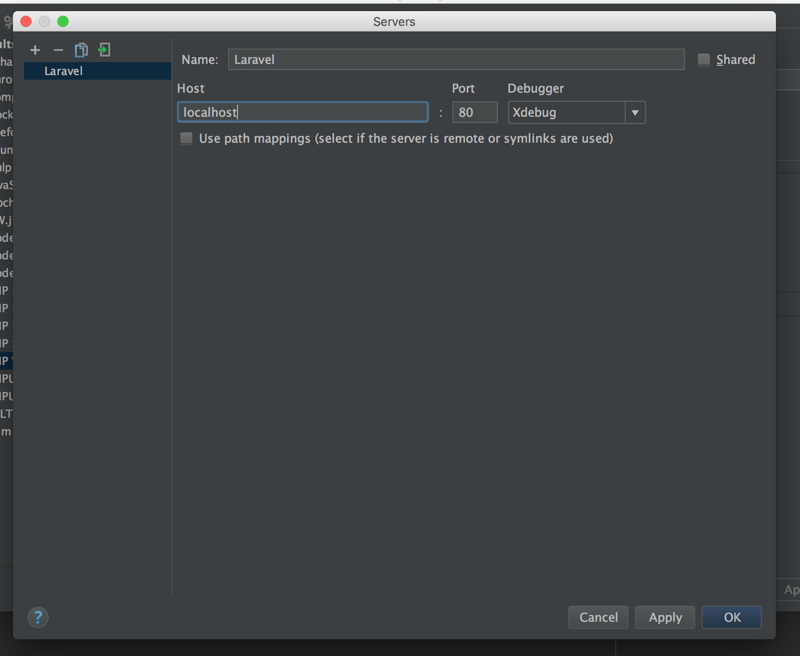 Servers
Laravel
Name: Laravel Shared
Host Port Debugger
localhost : 80 Xdebug
Use path mappings (select if the server is remote or symlinks are used)
? Cancel Apply OK
Ap